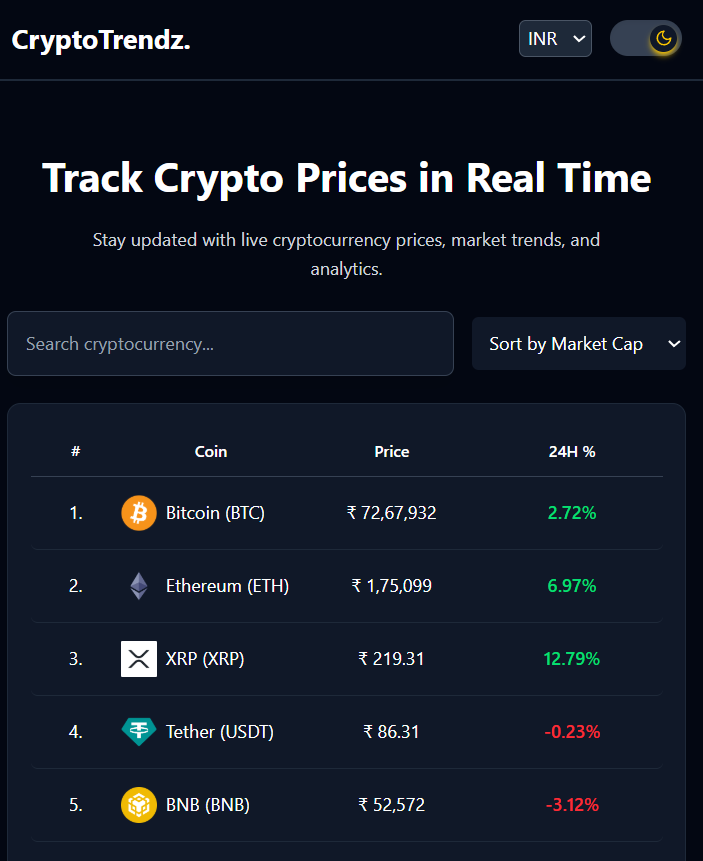 CryptoTrendz.
INR
Track Crypto Prices in Real Time
Stay updated with live cryptocurrency prices, market trends, and
analytics.
Search cryptocurrency...
Sort by Market Cap
# Coin Price 24H %
1. Bitcoin (BTC) ₹ 72,67,932 2.72%
2. Ethereum (ETH) ₹ 1,75,099 6.97%
3. XRP (XRP) ₹ 219.31 12.79%
4. Tether (USDT) ₹ 86.31 -0.23%
5. BNB (BNB) ₹ 52,572 -3.12%